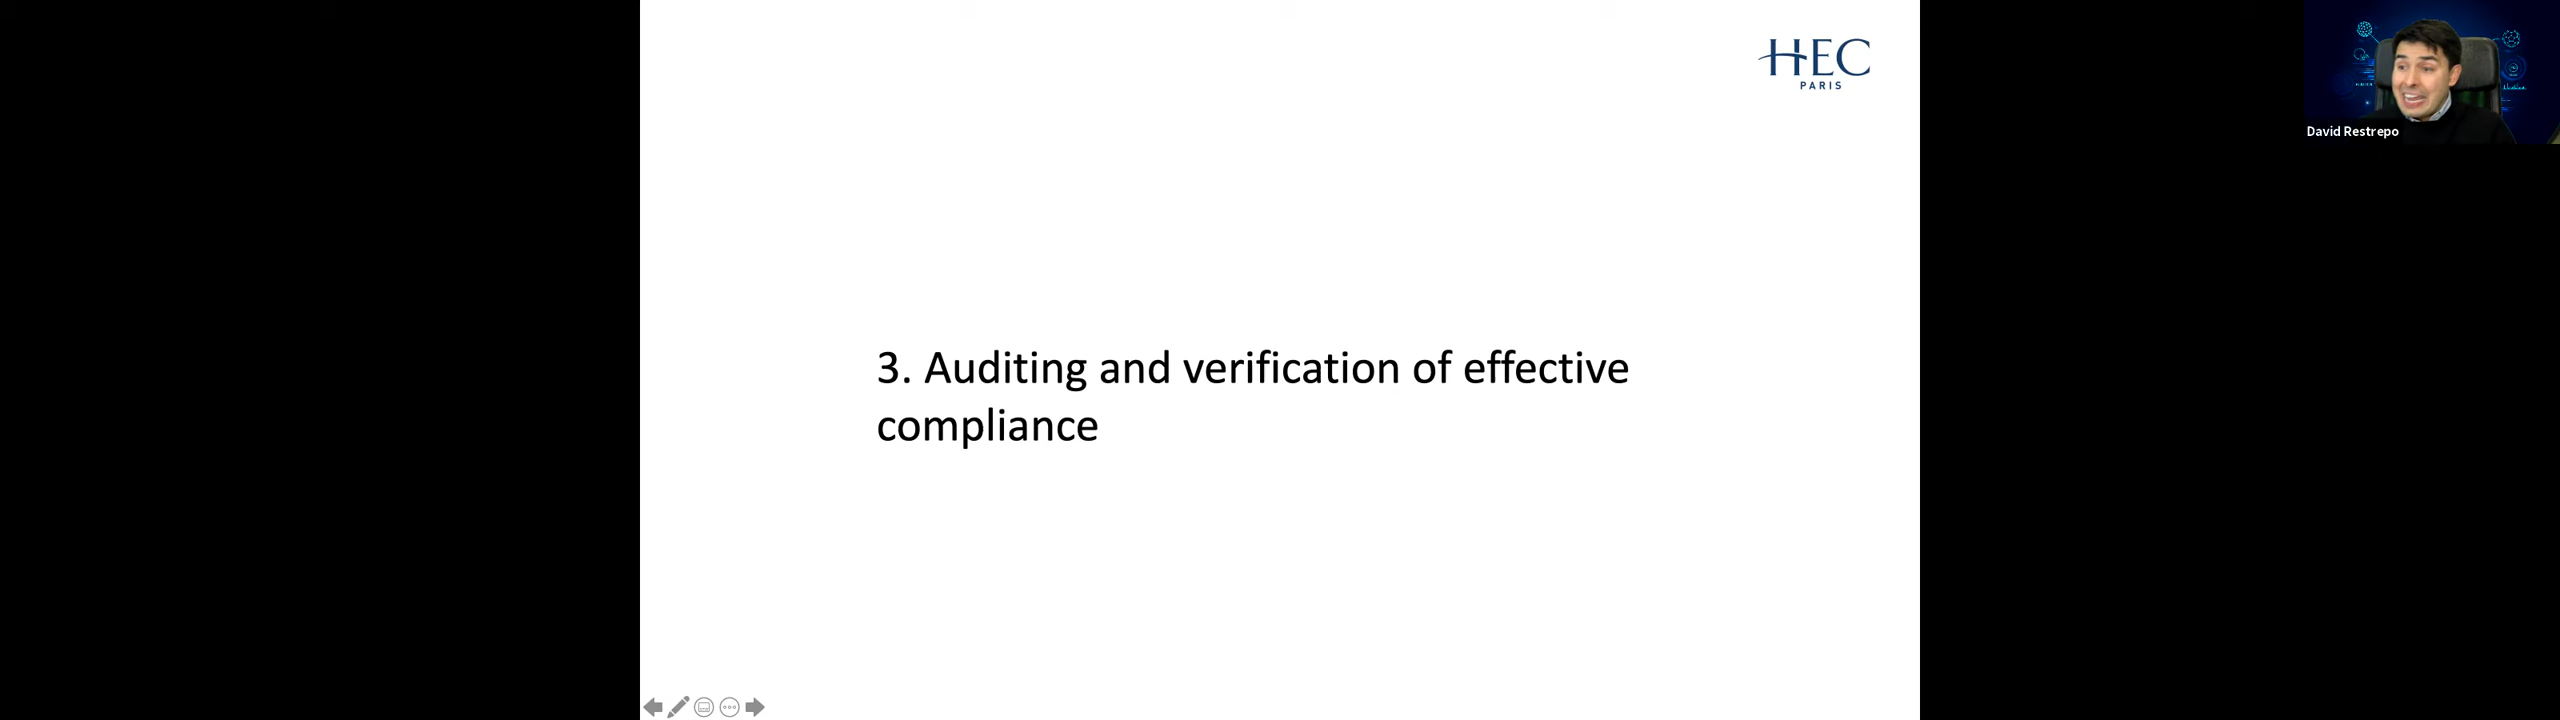 HEC
PARIS
David Restrepo
3. Auditing and verification of effective
compliance